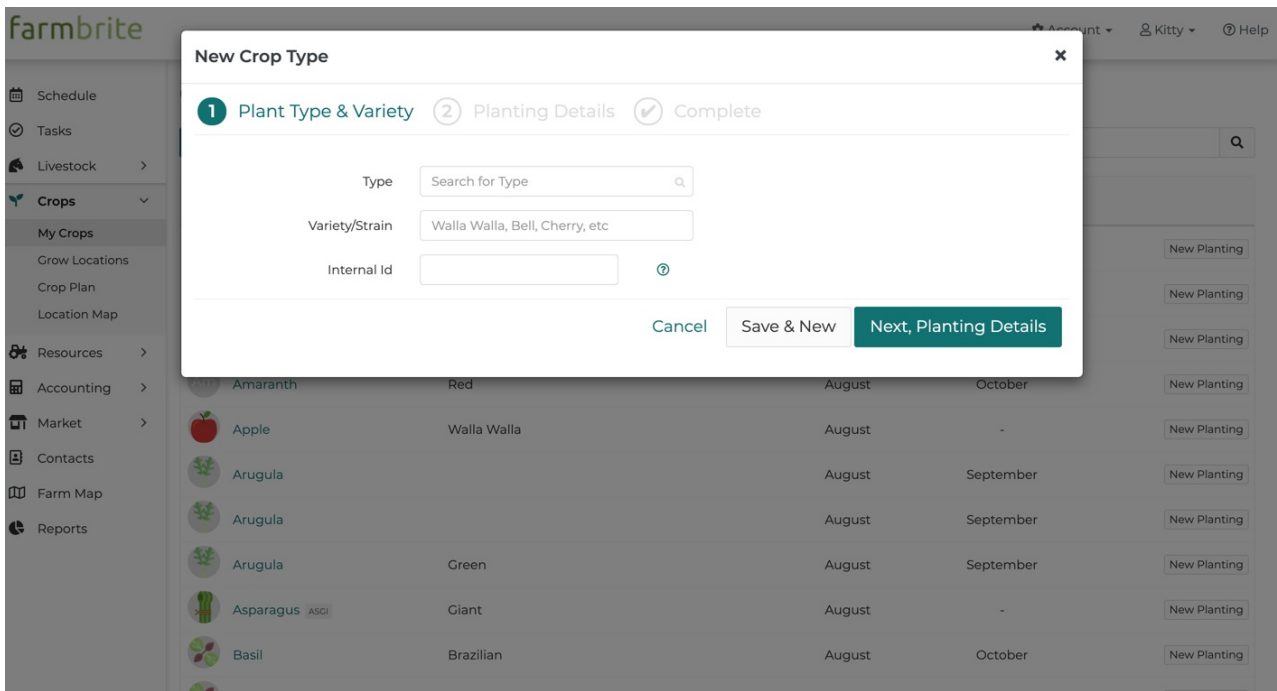 farmbrite
Account Kitty Help
New Crop Type ×
1 Plant Type & Variety 2 Planting Details Complete
Schedule
Tasks
Livestock
Crops
My Crops
Grow Locations
Crop Plan
Location Map
Resources
Accounting
Market
Contacts
Farm Map
Reports
Type Search for Type
Variety/Strain Walla Walla, Bell, Cherry, etc
Internal Id
Cancel Save & New Next, Planting Details
New Planting
New Planting
New Planting
Amaranth Red August October New Planting
Apple Walla Walla August - New Planting
Arugula August September New Planting
Arugula August September New Planting
Arugula Green August September New Planting
Asparagus ASGI August - New Planting
Giant
Basil Brazilian August October New Planting